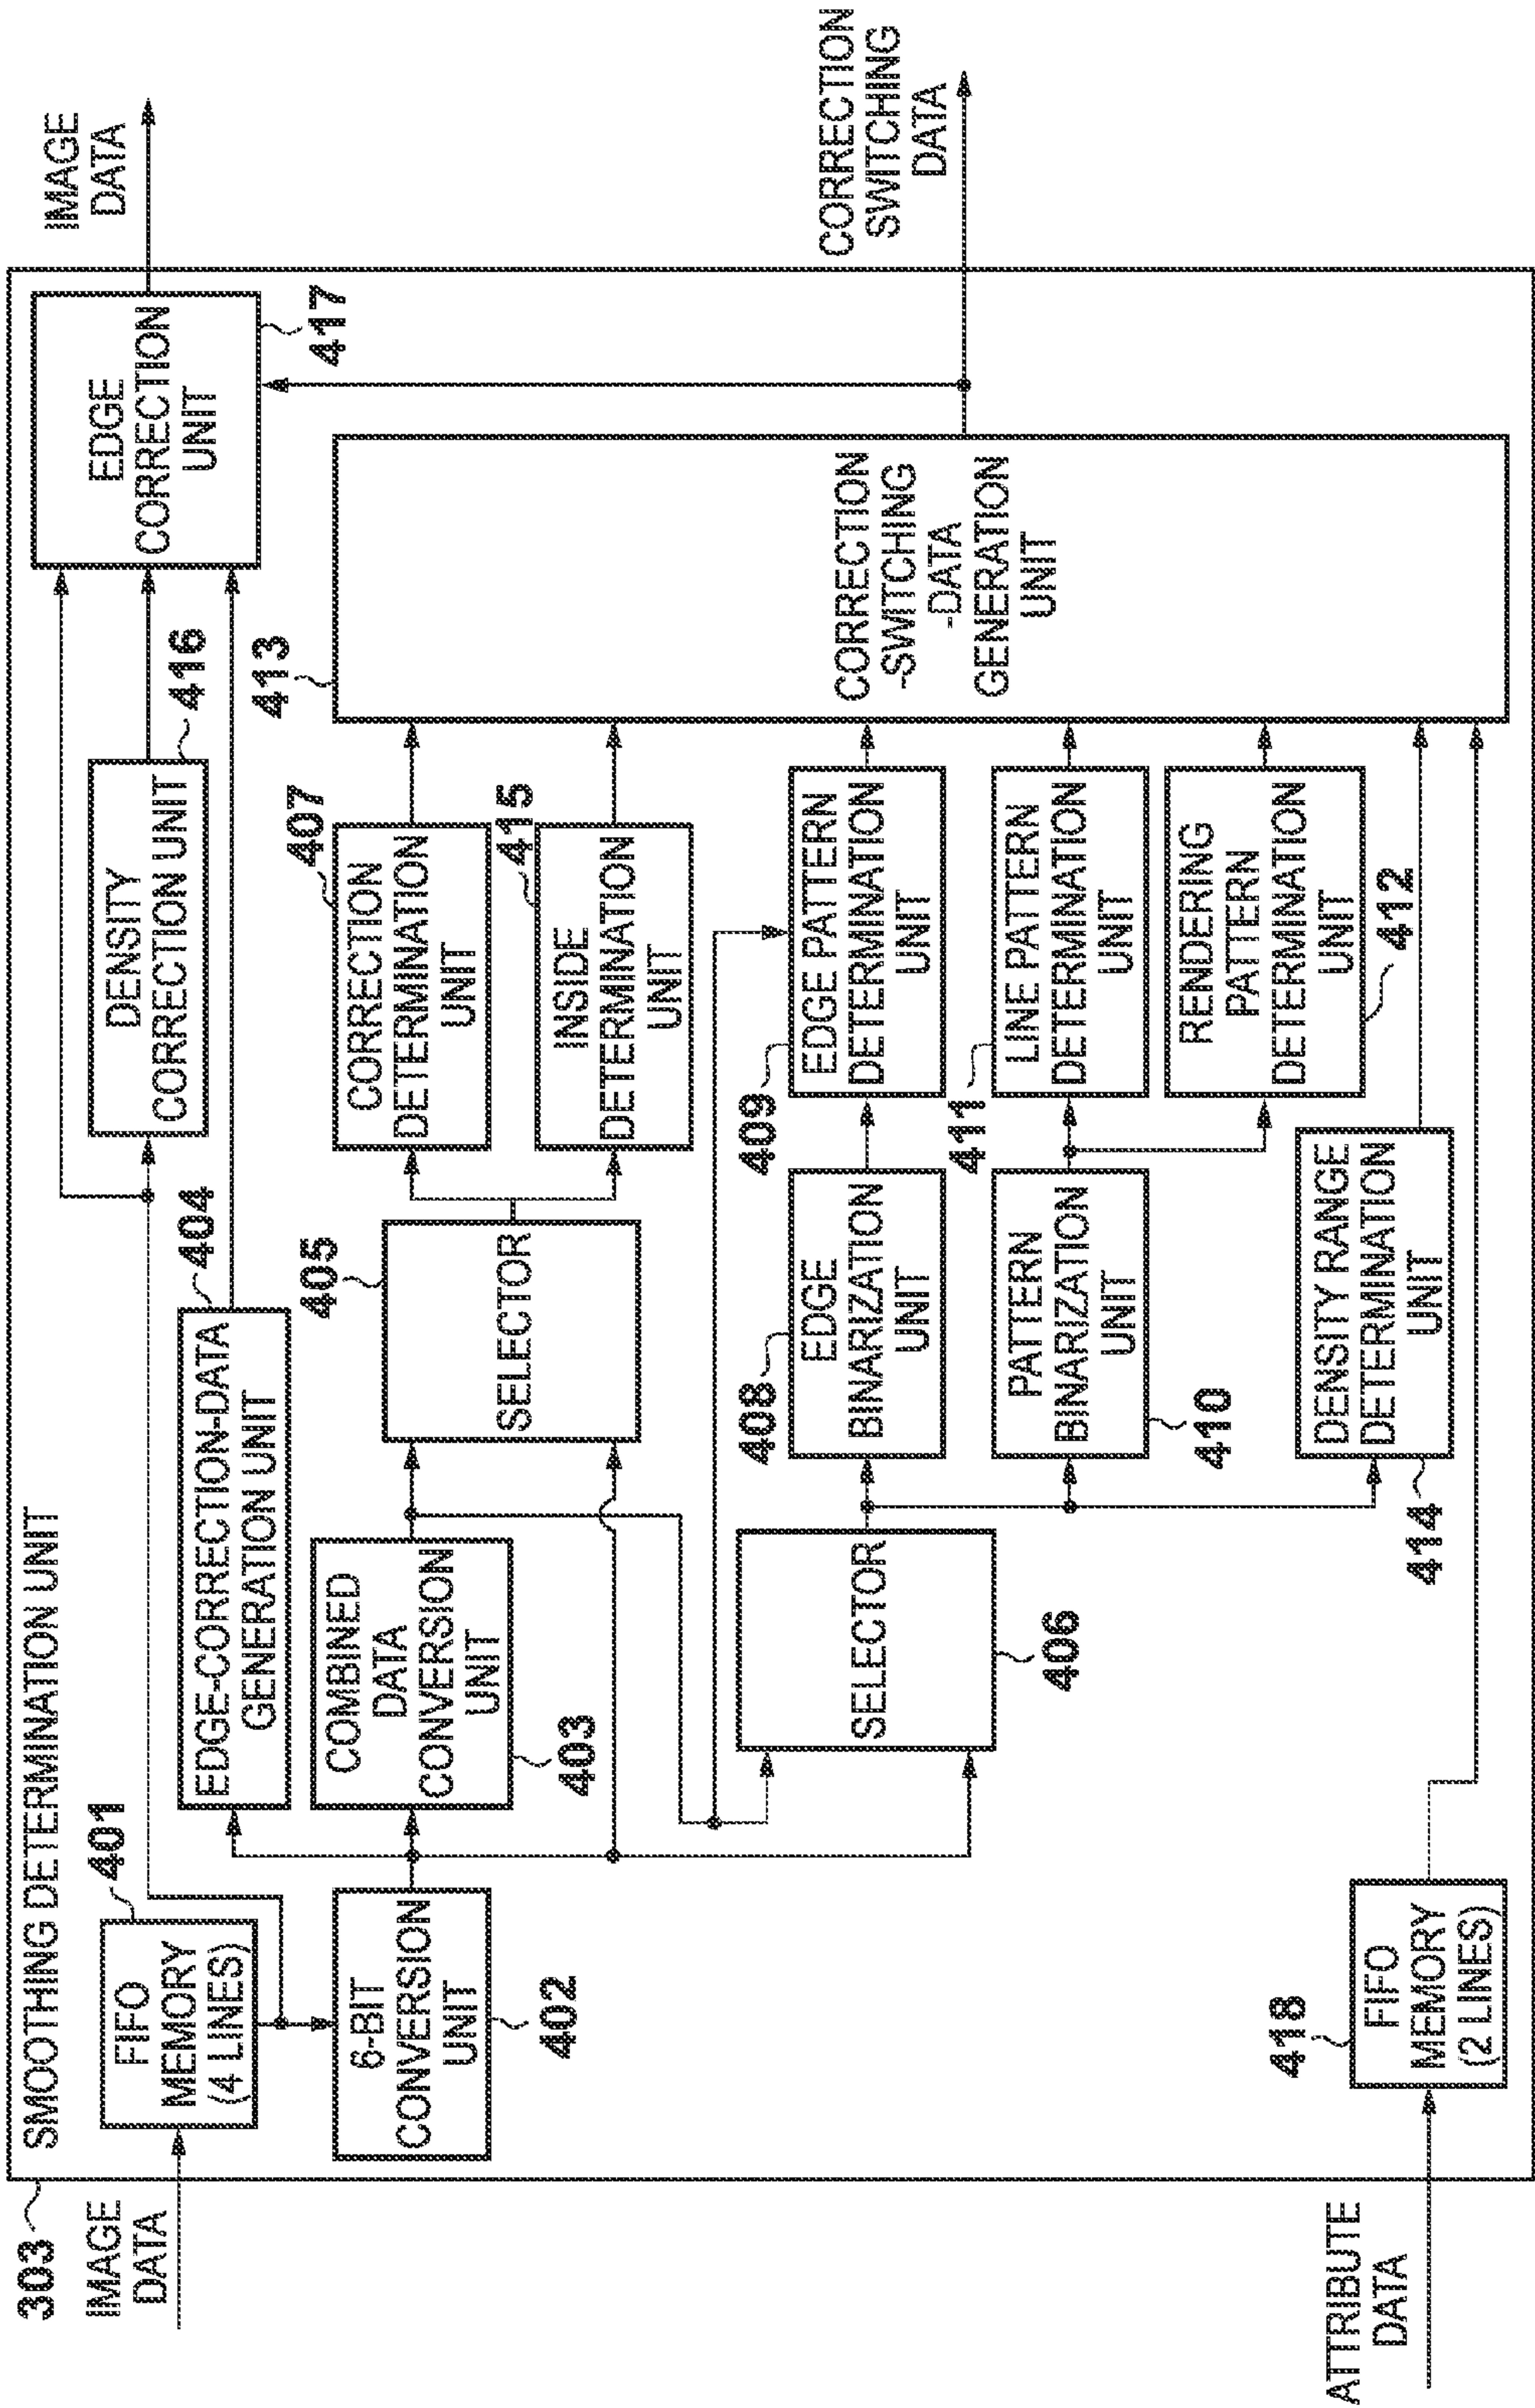 303
SMOOTHING DETERMINATION UNIT
IMAGE
DATA
401
FIFO
MEMORY
(4 LINES)
6-BIT
CONVERSION
UNIT
402
404
EDGE-CORRECTION-DATA
GENERATION UNIT
COMBINED
DATA
CONVERSION
UNIT
403
DENSITY
CORRECTION UNIT
416
EDGE
CORRECTION
UNIT
417
IMAGE
DATA
405
SELECTOR
407
CORRECTION
DETERMINATION
UNIT
415
INSIDE
DETERMINATION
UNIT
413
CORRECTION
-SWITCHING
-DATA
GENERATION
UNIT
CORRECTION
SWITCHING
DATA
SELECTOR
406
408
EDGE
BINARIZATION
UNIT
409
EDGE PATTERN
DETERMINATION
UNIT
PATTERN
BINARIZATION
UNIT
410
411
LINE PATTERN
DETERMINATION
UNIT
RENDERING
PATTERN
DETERMINATION
UNIT
412
DENSITY RANGE
DETERMINATION
UNIT
414
ATTRIBUTE
DATA
418
FIFO
MEMORY
(2 LINES)